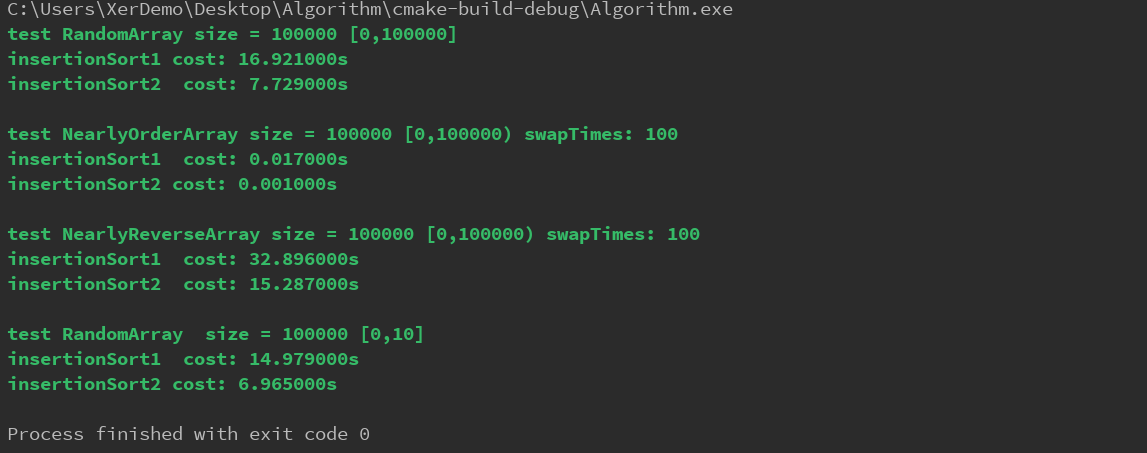 C:\Users\XerDemo\Desktop\Algorithm\cmake-build-debug\Algorithm.exe
test RandomArray size = 100000 [0,100000]
insertionSort1 cost: 16.921000s
insertionSort2  cost: 7.729000s
test NearlyOrderArray size = 100000 [0,100000) swapTimes: 100
insertionSort1  cost: 0.017000s
insertionSort2 cost: 0.001000s
test NearlyReverseArray size = 100000 [0,100000) swapTimes: 100
insertionSort1  cost: 32.896000s
insertionSort2  cost: 15.287000s
test RandomArray  size = 100000 [0,10]
insertionSort1  cost: 14.979000s
insertionSort2 cost: 6.965000s
Process finished with exit code 0